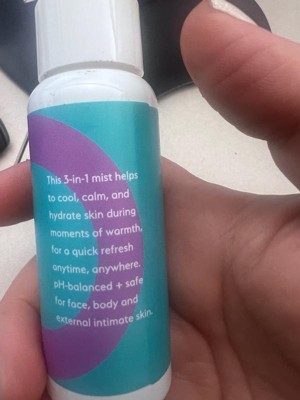 This 3-in-1 mist helps
to cool, calm, and
hydrate skin during
moments of warmth,
for a quick refresh
anytime, anywhere.
pH-balanced + safe
for face, body and
external intimate skin.